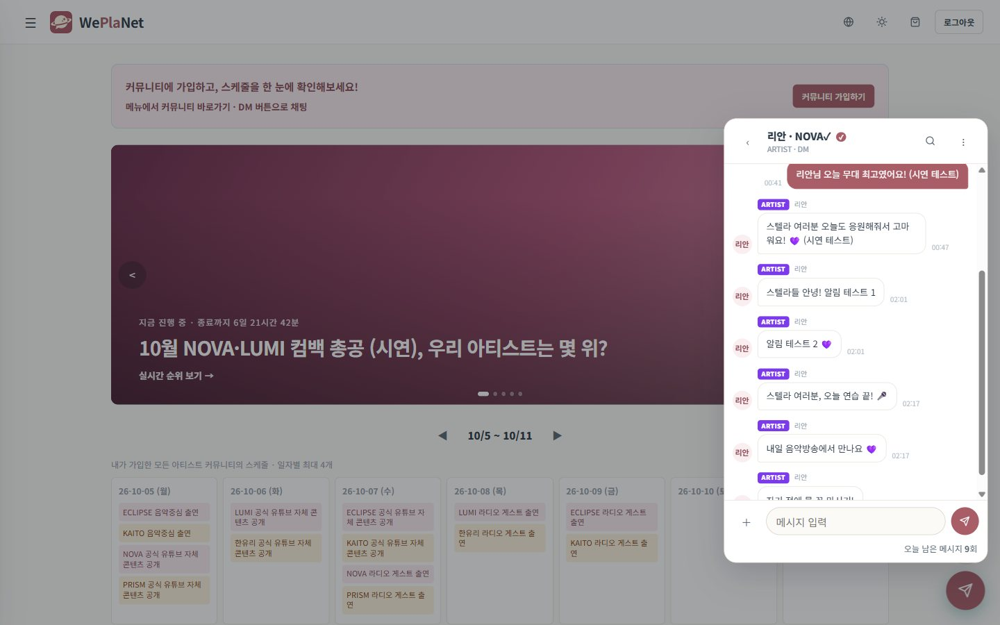 WePlaNet
로그아웃
커뮤니티에 가입하고, 스케줄을 한 눈에 확인해보세요!
메뉴에서 커뮤니티 바로가기 · DM 버튼으로 채팅
커뮤니티 가입하기
<
지금 진행 중 · 종료까지 6일 21시간 42분
10월 NOVA·LUMI 컴백 총공 (시연), 우리 아티스트는 몇 위?
실시간 순위 보기 →
◀ 10/5 ~ 10/11 ▶
내가 가입한 모든 아티스트 커뮤니티의 스케줄 · 일자별 최대 4개
26-10-05 (월)
ECLIPSE 음악중심 출연
KAITO 음악중심 출연
NOVA 공식 유튜브 자체
콘텐츠 공개
PRISM 공식 유튜브 자체
콘텐츠 공개
26-10-06 (화)
LUMI 공식 유튜브 자체 콘
텐츠 공개
한유리 공식 유튜브 자체
콘텐츠 공개
26-10-07 (수)
ECLIPSE 공식 유튜브 자
체 콘텐츠 공개
KAITO 공식 유튜브 자체
콘텐츠 공개
NOVA 라디오 게스트 출연
PRISM 라디오 게스트 출
연
26-10-08 (목)
LUMI 라디오 게스트 출연
한유리 라디오 게스트 출
연
26-10-09 (금)
ECLIPSE 라디오 게스트
출연
KAITO 라디오 게스트 출
연
26-10-10
리안 · NOVA✓
ARTIST · DM
리안님 오늘 무대 최고였어요! (시연 테스트)
00:41
ARTIST 리안
리안
스텔라 여러분 오늘도 응원해줘서 고마
워요! 💜 (시연 테스트)
00:47
ARTIST 리안
리안
스텔라들 안녕! 알림 테스트 1
02:01
ARTIST 리안
리안
알림 테스트 2 💜
02:01
ARTIST 리안
리안
스텔라 여러분, 오늘 연습 끝! 🎤
02:17
ARTIST 리안
리안
내일 음악방송에서 만나요 💜
02:17
ARTIST 리안
메시지 입력
오늘 남은 메시지 9회